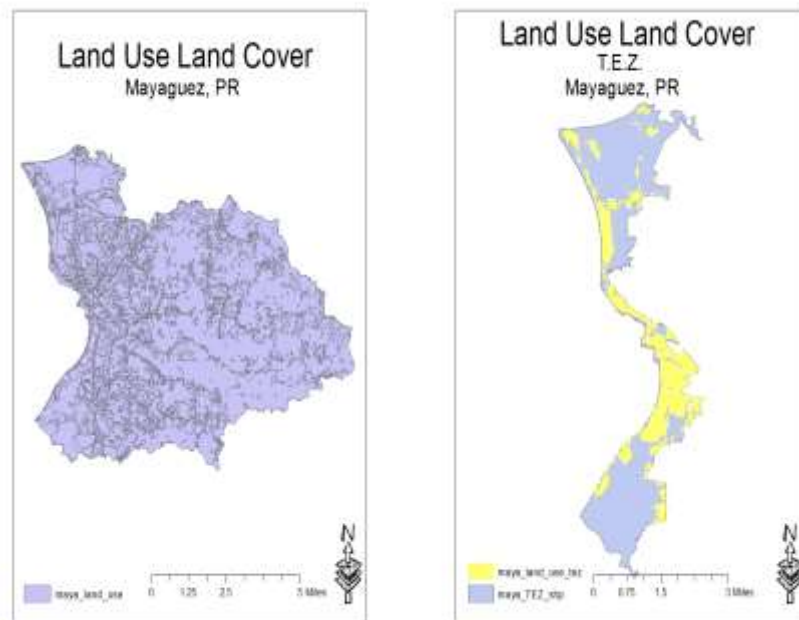 Land Use Land Cover
Mayaguez, PR
N
maya_land_use
0 1.25 2.5 5 Miles
Land Use Land Cover
T.E.Z.
Mayaguez, PR
N
maya_land_use_tez
maya_TEZ_shp
0 0.75 1.5 3 Miles